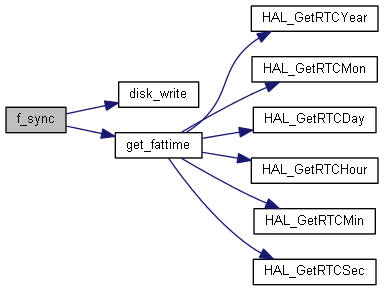 f_sync
disk_write
get_fattime
HAL_GetRTCYear
HAL_GetRTCMon
HAL_GetRTCDay
HAL_GetRTCHour
HAL_GetRTCMin
HAL_GetRTCSec